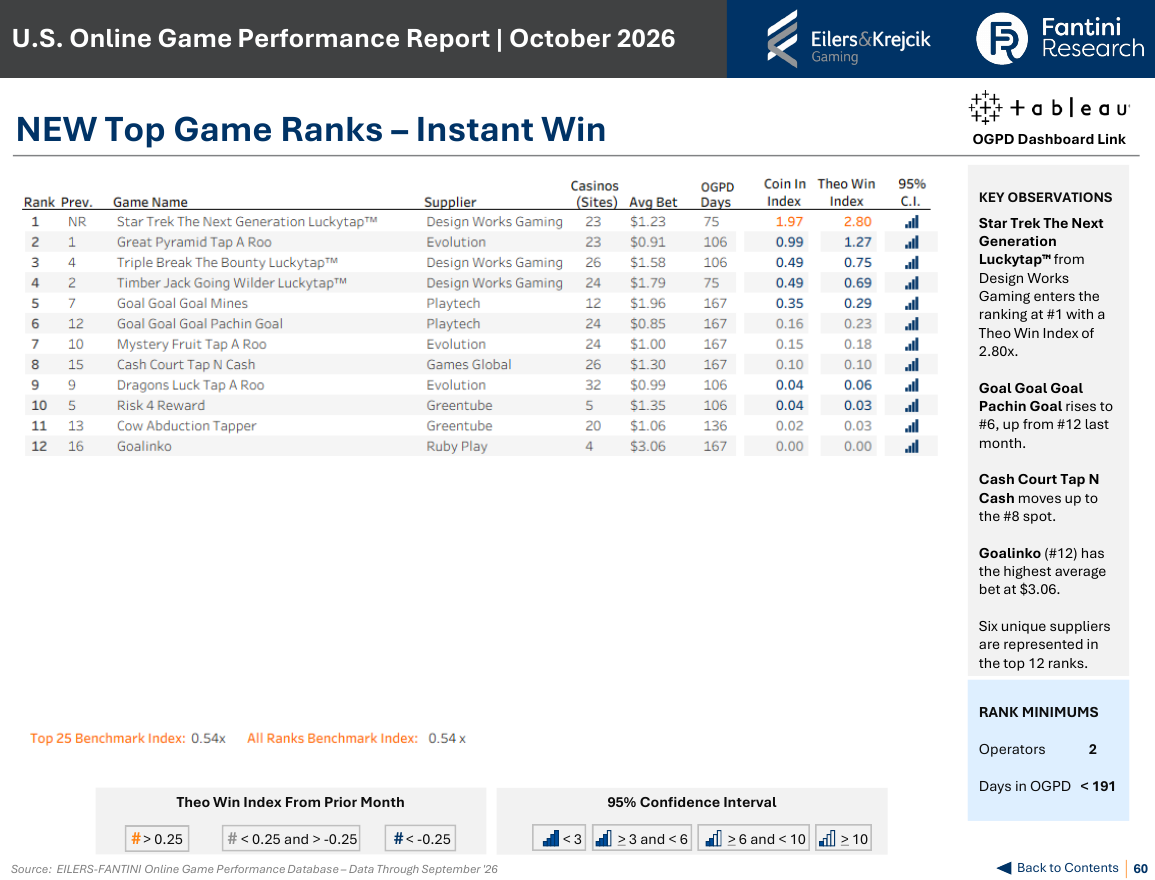 U.S. Online Game Performance Report | October 2026
Eilers&Krejcik
Gaming
Fantini
Research
NEW Top Game Ranks – Instant Win
+ a b l e a u
OGPD Dashboard Link
Rank Prev. Game Name Supplier Casinos (Sites) Avg Bet OGPD Days Coin In Index Theo Win Index 95% C.I.
1 NR Star Trek The Next Generation Luckytap™ Design Works Gaming 23 $1.23 75 1.97 2.80
2 1 Great Pyramid Tap A Roo Evolution 23 $0.91 106 0.99 1.27
3 4 Triple Break The Bounty Luckytap™ Design Works Gaming 26 $1.58 106 0.49 0.75
4 2 Timber Jack Going Wilder Luckytap™ Design Works Gaming 24 $1.79 75 0.49 0.69
5 7 Goal Goal Goal Mines Playtech 12 $1.96 167 0.35 0.29
6 12 Goal Goal Goal Pachin Goal Playtech 24 $0.85 167 0.16 0.23
7 10 Mystery Fruit Tap A Roo Evolution 24 $1.00 167 0.15 0.18
8 15 Cash Court Tap N Cash Games Global 26 $1.30 167 0.10 0.10
9 9 Dragons Luck Tap A Roo Evolution 32 $0.99 106 0.04 0.06
10 5 Risk 4 Reward Greentube 5 $1.35 106 0.04 0.03
11 13 Cow Abduction Tapper Greentube 20 $1.06 136 0.02 0.03
12 16 Goalinko Ruby Play 4 $3.06 167 0.00 0.00
Top 25 Benchmark Index: 0.54x All Ranks Benchmark Index: 0.54 x
KEY OBSERVATIONS
Star Trek The Next
Generation
Luckytap™ from
Design Works
Gaming enters the
ranking at #1 with a
Theo Win Index of
2.80x.
Goal Goal Goal
Pachin Goal rises to
#6, up from #12 last
month.
Cash Court Tap N
Cash moves up to
the #8 spot.
Goalinko (#12) has
the highest average
bet at $3.06.
Six unique suppliers
are represented in
the top 12 ranks.
RANK MINIMUMS
Operators 2
Days in OGPD < 191
Theo Win Index From Prior Month
# > 0.25 # < 0.25 and > -0.25 # < -0.25
95% Confidence Interval
< 3 ≥ 3 and < 6 ≥ 6 and < 10 ≥ 10
Source: EILERS-FANTINI Online Game Performance Database – Data Through September '26
Back to Contents | 60